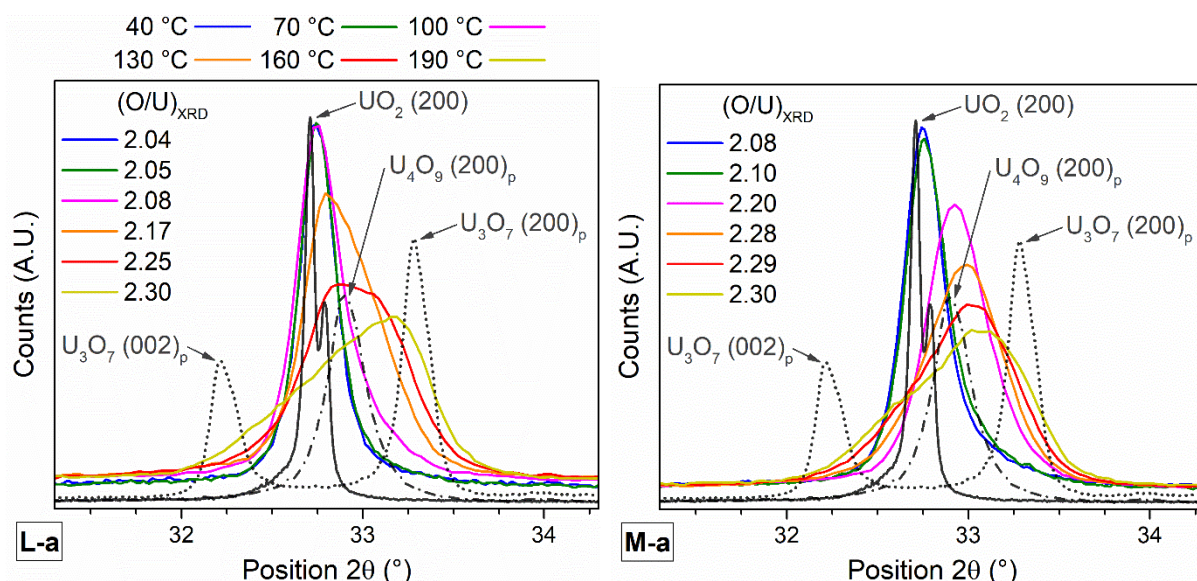 40 °C 70 °C 100 °C
130 °C 160 °C 190 °C
(O/U)XRD
2.04
2.05
2.08
2.17
2.25
2.30
UO2 (200)
U4O9 (200)p
U3O7 (200)p
U3O7 (002)p
Counts (A.U.)
32 33 34
L-a
Position 2θ (°)
(O/U)XRD
2.08
2.10
2.20
2.28
2.29
2.30
UO2 (200)
U4O9 (200)p
U3O7 (200)p
U3O7 (002)p
Counts (A.U.)
32 33 34
M-a
Position 2θ (°)